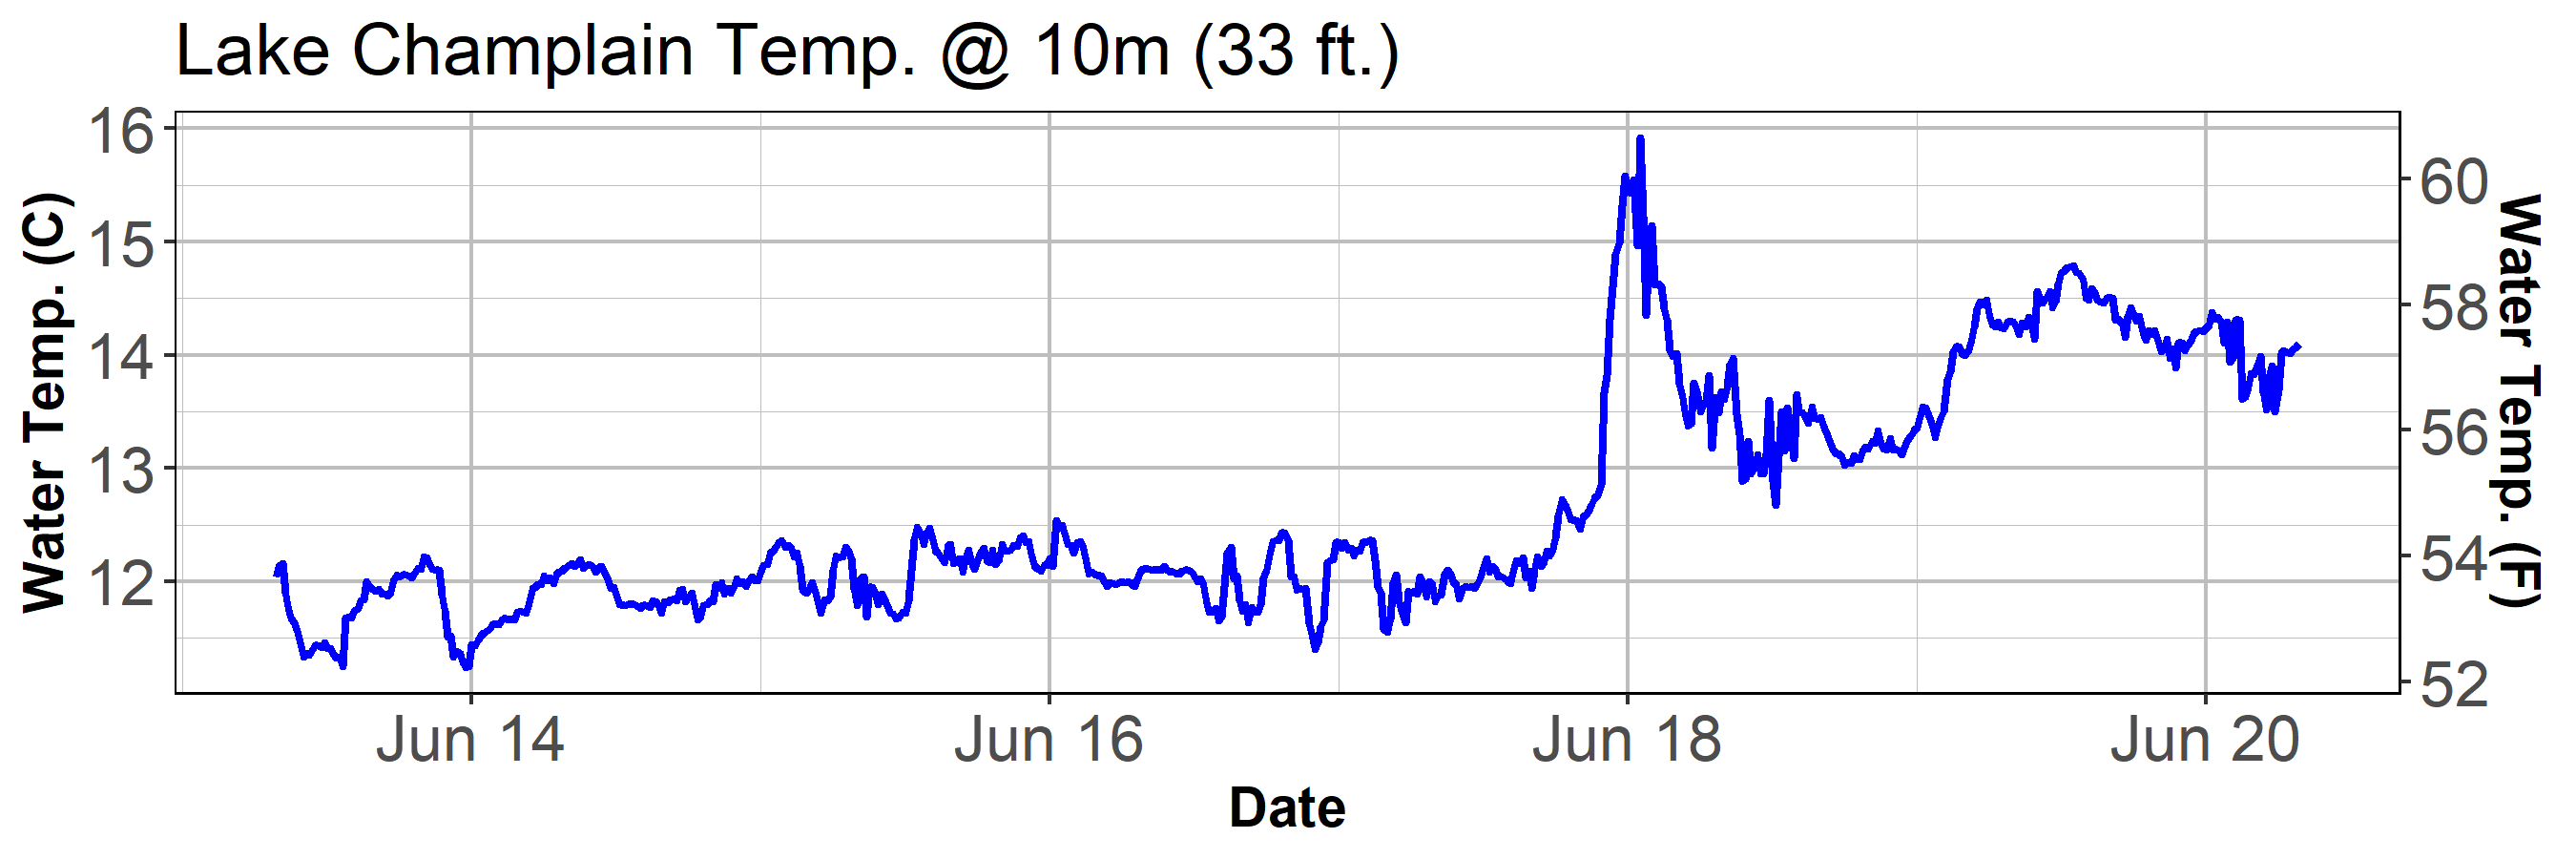 Lake Champlain Temp. @ 10m (33 ft.)
Water Temp. (C)
16
15
14
13
12
60
58
56
54
52
Water Temp. (F)
Jun 14 Jun 16 Jun 18 Jun 20
Date